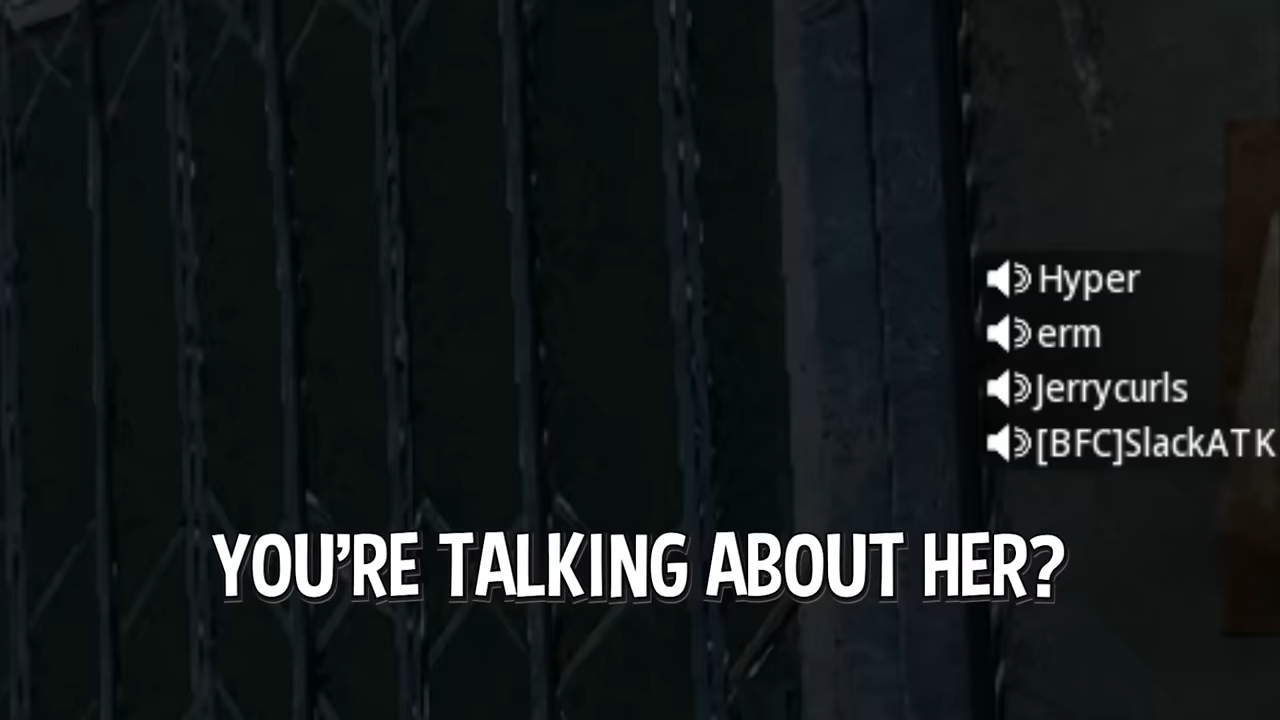 Hyper
erm
Jerrycurls
[BFC]SlackATK
YOU'RE TALKING ABOUT HER?